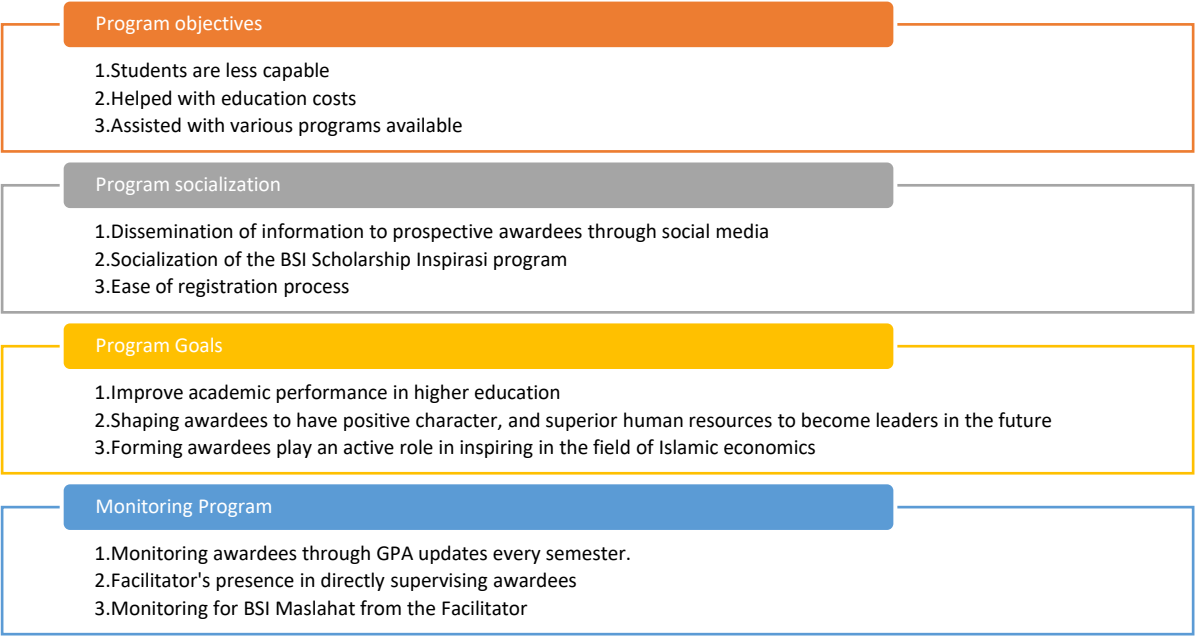 Program objectives
1.Students are less capable
2.Helped with education costs
3.Assisted with various programs available
Program socialization
1.Dissemination of information to prospective awardees through social media
2.Socialization of the BSI Scholarship Inspirasi program
3.Ease of registration process
Program Goals
1.Improve academic performance in higher education
2.Shaping awardees to have positive character, and superior human resources to become leaders in the future
3.Forming awardees play an active role in inspiring in the field of Islamic economics
Monitoring Program
1.Monitoring awardees through GPA updates every semester.
2.Facilitator's presence in directly supervising awardees
3.Monitoring for BSI Maslahat from the Facilitator